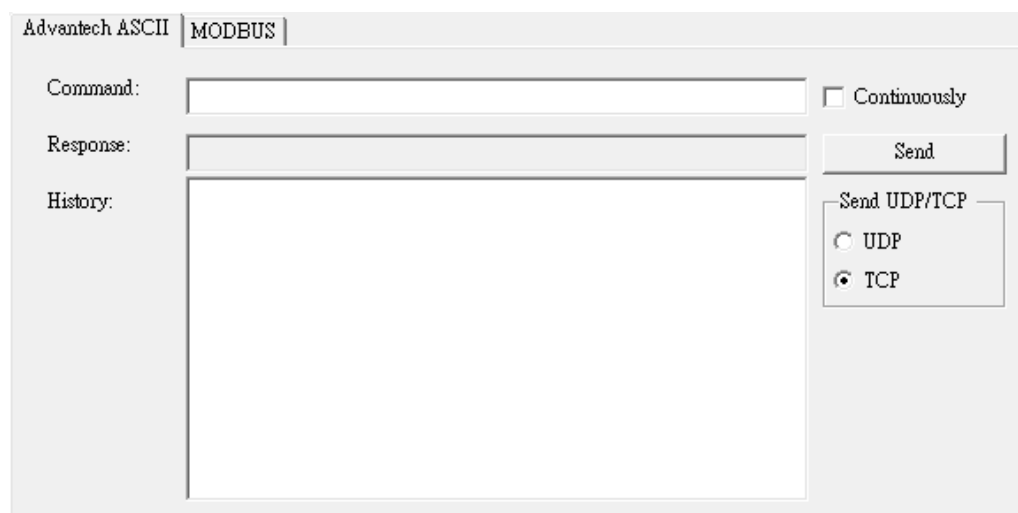 Advantech ASCII MODBUS
Command:
Continuously
Response:
Send
History:
Send UDP/TCP
UDP
TCP